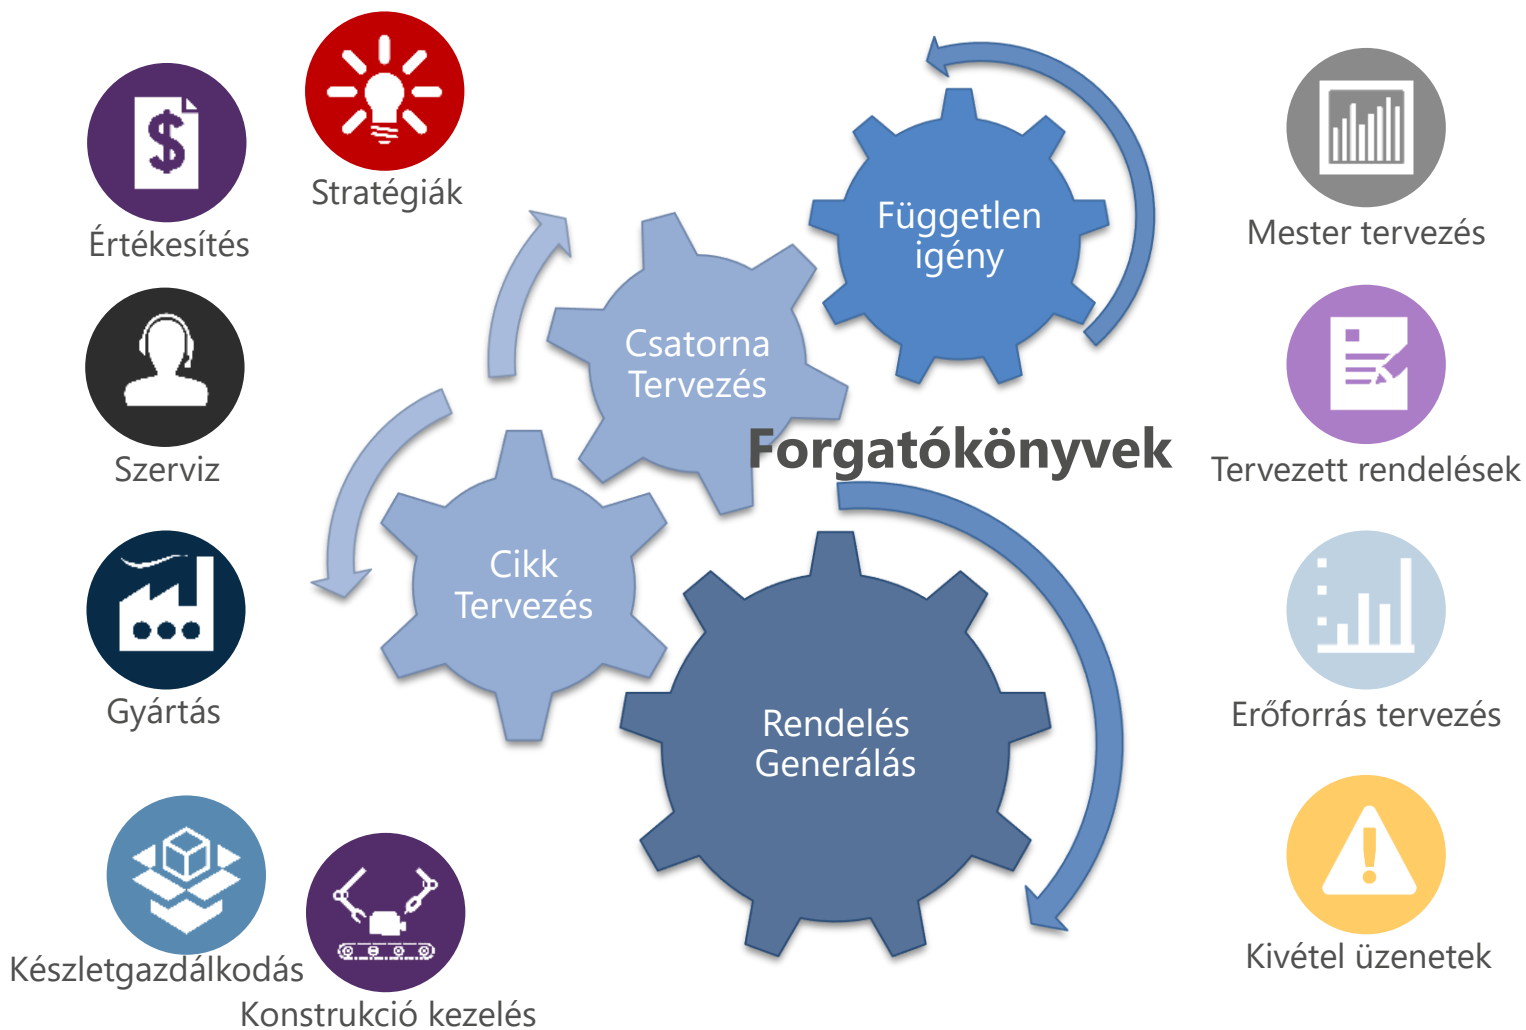 Stratégiák
Értékesítés
Szerviz
Gyártás
Készletgazdálkodás
Konstrukció kezelés
Független
igény
Csatorna
Tervezés
Forgatókönyvek
Cikk
Tervezés
Rendelés
Generálás
Mester tervezés
Tervezett rendelések
Erőforrás tervezés
Kivétel üzenetek